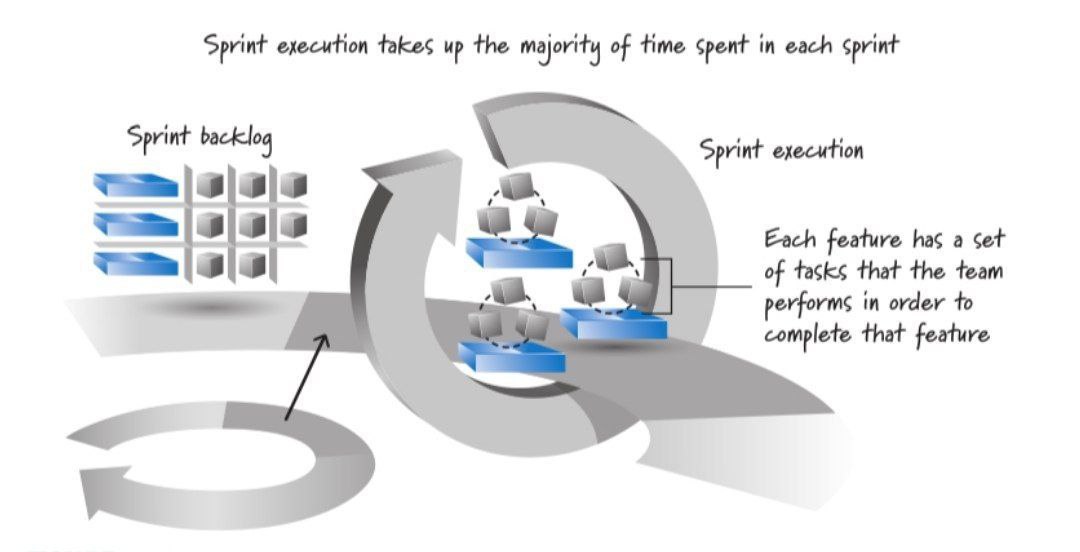 Sprint execution takes up the majority of time spent in each sprint
Sprint backlog
Sprint execution
Each feature has a set
of tasks that the team
performs in order to
complete that feature